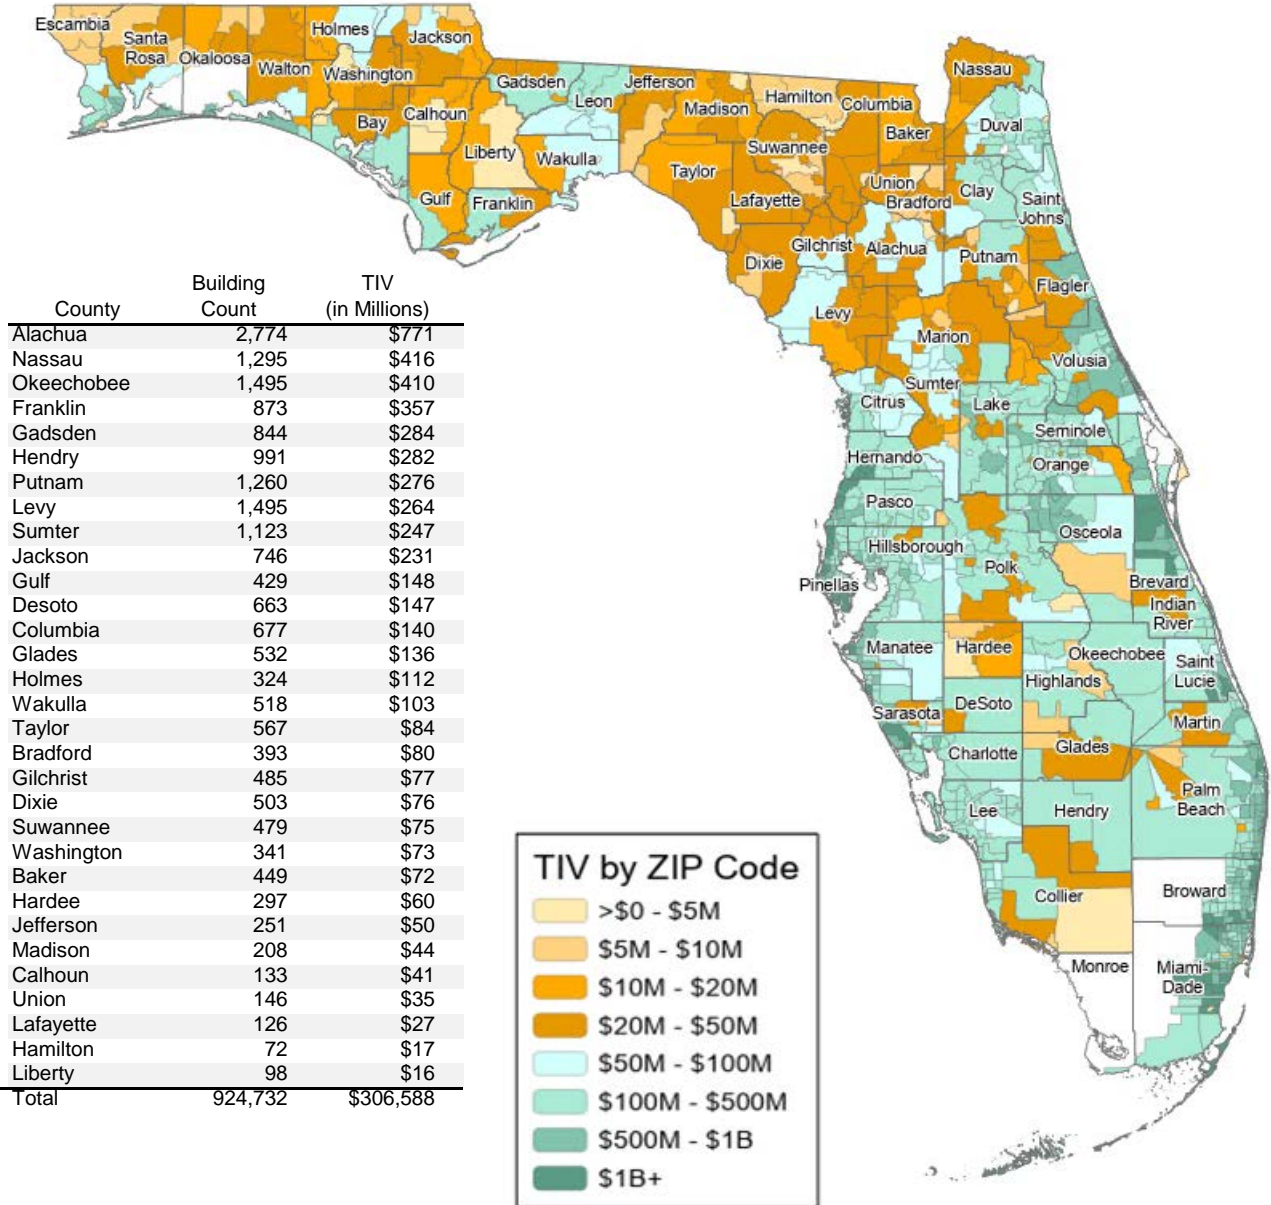 Escambia
Santa
Rosa
Okaloosa
Walton
Holmes
Washington
Jackson
Bay
Calhoun
Gulf
Liberty
Gadsden
Leon
Wakulla
Franklin
Jefferson
Madison
Taylor
Hamilton
Suwannee
Lafayette
Columbia
Baker
Nassau
Duval
Union
Bradford
Clay
Saint
Johns
Dixie
Gilchrist
Alachua
Putnam
Flagler
Levy
Marion
Volusia
Citrus
Sumter
Lake
Seminole
Hernando
Orange
Pasco
Osceola
Hillsborough
Polk
Pinellas
Brevard
Indian
River
Manatee
Hardee
Okeechobee
Highlands
Saint
Lucie
Sarasota
DeSoto
Martin
Charlotte
Glades
Lee
Hendry
Palm
Beach
Collier
Broward
Monroe
Miami-
Dade
Building TIV
County Count (in Millions)
Alachua 2,774 $771
Nassau 1,295 $416
Okeechobee 1,495 $410
Franklin 873 $357
Gadsden 844 $284
Hendry 991 $282
Putnam 1,260 $276
Levy 1,495 $264
Sumter 1,123 $247
Jackson 746 $231
Gulf 429 $148
Desoto 663 $147
Columbia 677 $140
Glades 532 $136
Holmes 324 $112
Wakulla 518 $103
Taylor 567 $84
Bradford 393 $80
Gilchrist 485 $77
Dixie 503 $76
Suwannee 479 $75
Washington 341 $73
Baker 449 $72
Hardee 297 $60
Jefferson 251 $50
Madison 208 $44
Calhoun 133 $41
Union 146 $35
Lafayette 126 $27
Hamilton 72 $17
Liberty 98 $16
Total 924,732 $306,588
TIV by ZIP Code
>$0 - $5M
$5M - $10M
$10M - $20M
$20M - $50M
$50M - $100M
$100M - $500M
$500M - $1B
$1B+